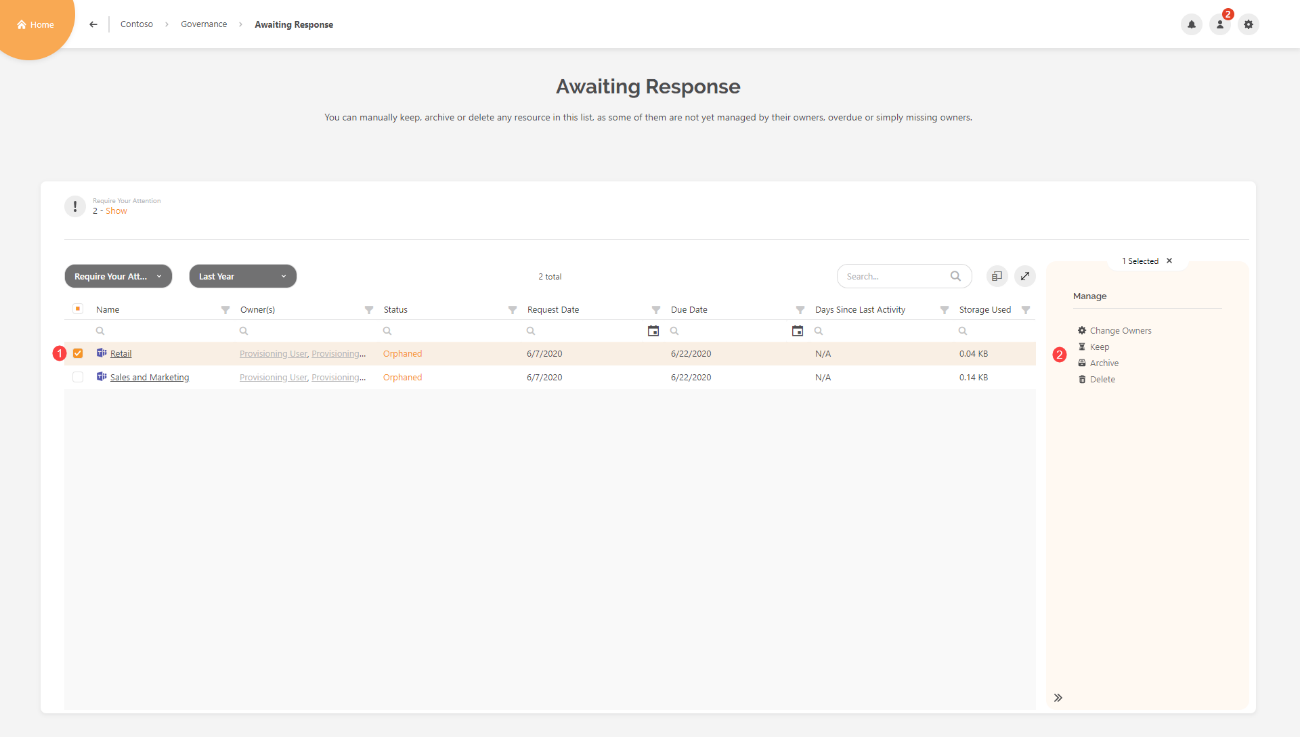 Home
Contoso > Governance > Awaiting Response
2
Awaiting Response
You can manually keep, archive or delete any resource in this list, as some of them are not yet managed by their owners, overdue or simply missing owners.
!
Require Your Attention
2 - Show
Require Your Att...
Last Year
2 total
Search...
1 Selected ×
Name Owner(s) Status Request Date Due Date Days Since Last Activity Storage Used
1 Retail Provisioning User, Provisioning... Orphaned 6/7/2020 6/22/2020 N/A 0.04 KB
Sales and Marketing Provisioning User, Provisioning... Orphaned 6/7/2020 6/22/2020 N/A 0.14 KB
Manage
Change Owners
2
Keep
Archive
Delete